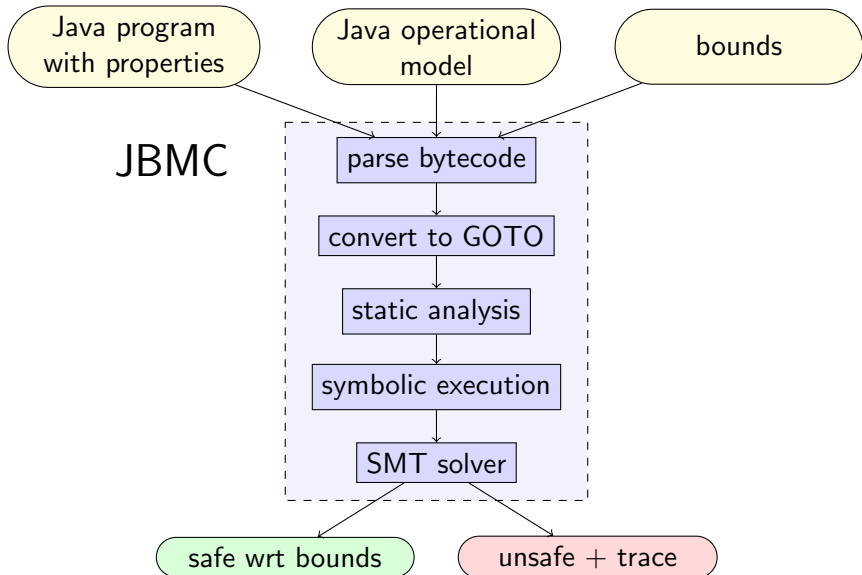 Java program
with properties
Java operational
model
bounds
JBMC
parse bytecode
convert to GOTO
static analysis
symbolic execution
SMT solver
safe wrt bounds
unsafe + trace